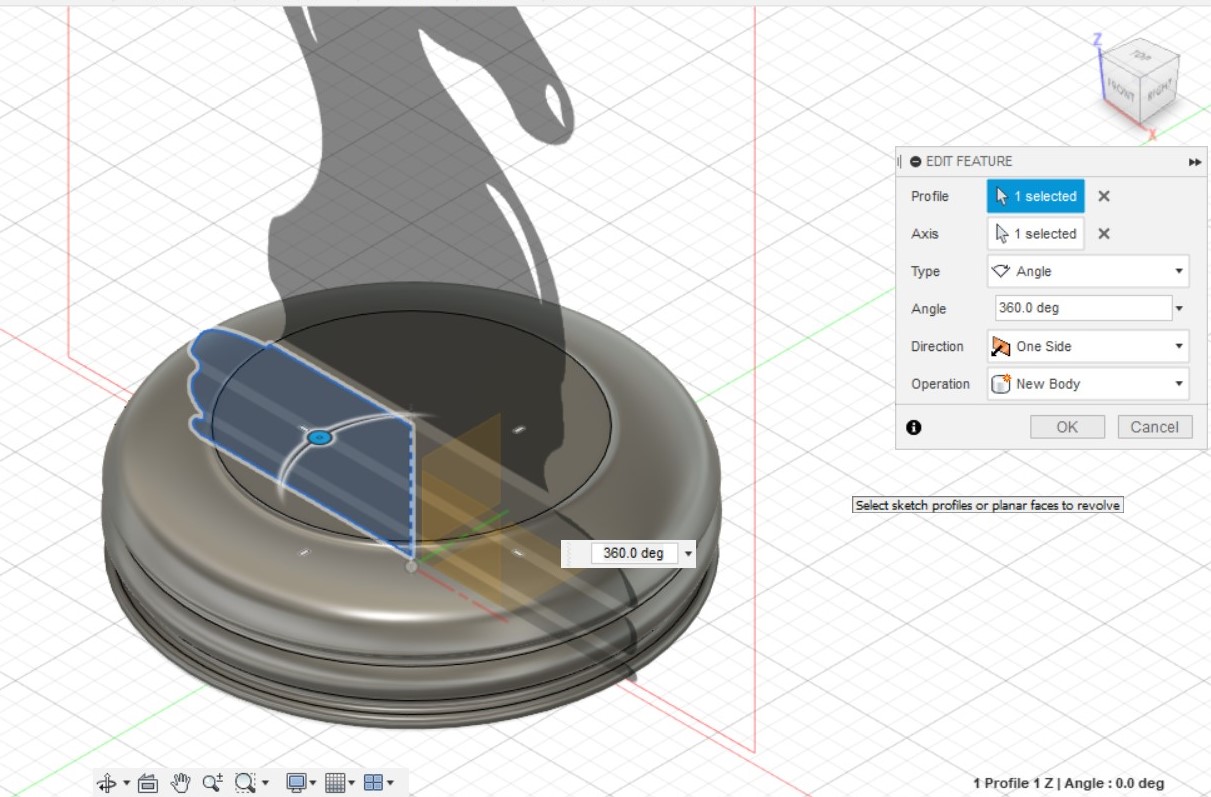 Z
TOP
FRONT
RIGHT
X
EDIT FEATURE
Profile 1 selected
Axis 1 selected
Type Angle
Angle 360.0 deg
Direction One Side
Operation New Body
OK Cancel
Select sketch profiles or planar faces to revolve
360.0 deg
1 Profile 1 Z | Angle : 0.0 deg